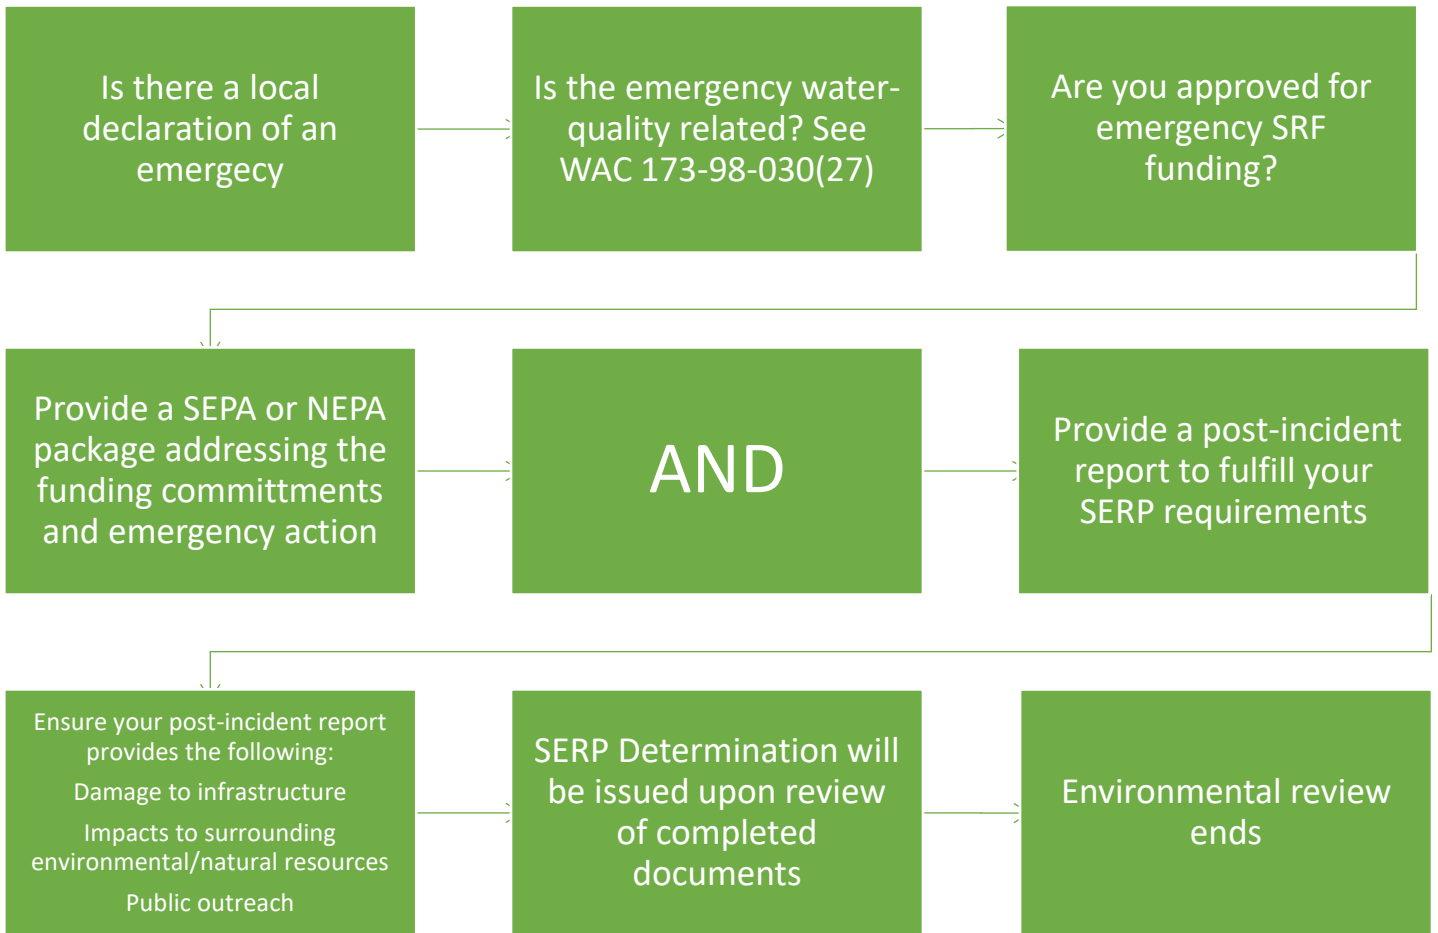 Is there a local
declaration of an
emergecy
Is the emergency water-
quality related? See
WAC 173-98-030(27)
Are you approved for
emergency SRF
funding?
Provide a SEPA or NEPA
package addressing the
funding committments
and emergency action
AND
Provide a post-incident
report to fulfill your
SERP requirements
Ensure your post-incident report
provides the following:
Damage to infrastructure
Impacts to surrounding
environmental/natural resources
Public outreach
SERP Determination will
be issued upon review
of completed
documents
Environmental review
ends